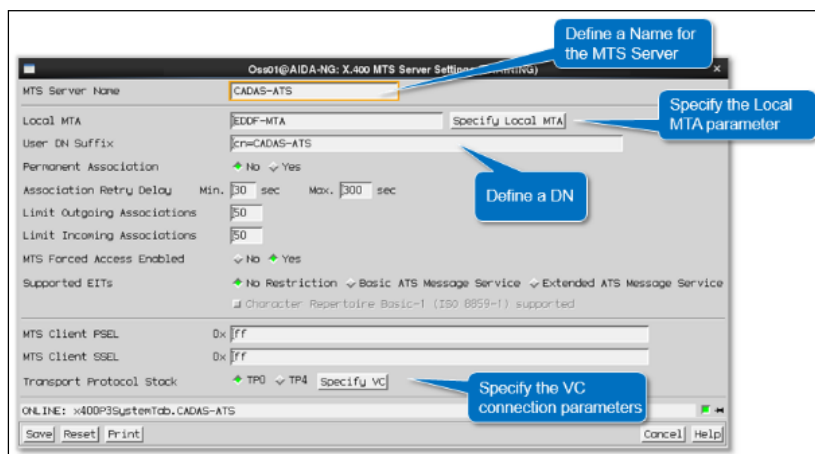 Define a Name for
the MTS Server
Oss01@AIDA-NG: X.400 MTS Server Settings (TRAINING)
MTS Server Name CADAS-ATS
Specify the Local
MTA parameter
Local MTA EDDF-MTA Specify Local MTA
User DN Suffix cn=CADAS-ATS
Permanent Association No Yes
Define a DN
Association Retry Delay Min. 30 sec Max. 300 sec
Limit Outgoing Associations 50
Limit Incoming Associations 50
MTS Forced Access Enabled No Yes
Supported EITs No Restriction Basic ATS Message Service Extended ATS Message Service
Character Repertoire Basic-1 (ISO 8859-1) supported
MTS Client PSEL 0x ff
MTS Client SSEL 0x ff
Transport Protocol Stack TP0 TP4 Specify VC
Specify the VC
connection parameters
ONLINE: x400P3SystemTab.CADAS-ATS
Save Reset Print Cancel Help